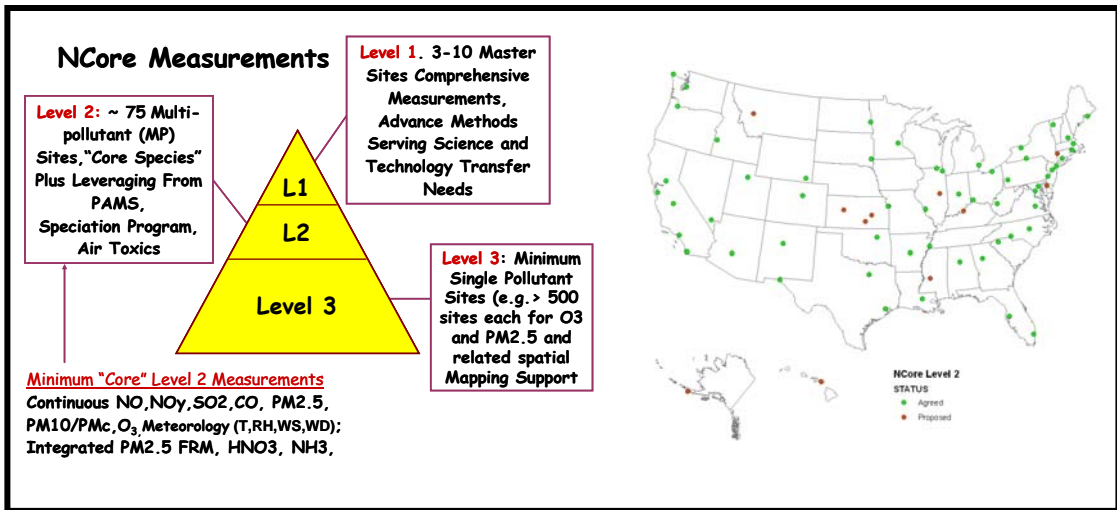 NCore Measurements
Level 1. 3-10 Master
Sites Comprehensive
Measurements,
Advance Methods
Serving Science and
Technology Transfer
Needs
Level 2: ~ 75 Multi-
pollutant (MP)
Sites,“Core Species”
Plus Leveraging From
PAMS,
Speciation Program,
Air Toxics
L1
L2
Level 3
Level 3: Minimum
Single Pollutant
Sites (e.g.> 500
sites each for O3
and PM2.5 and
related spatial
Mapping Support
Minimum “Core” Level 2 Measurements
Continuous NO,NOy,SO2,CO, PM2.5,
PM10/PMc,O3,Meteorology (T,RH,WS,WD);
Integrated PM2.5 FRM, HNO3, NH3,
NCore Level 2
STATUS
Agreed
Proposed